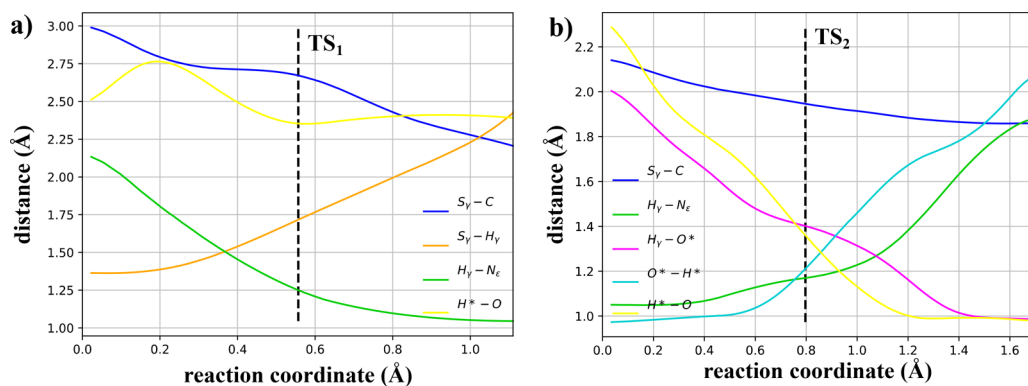 a)
TS₁
3.00
2.75
2.50
2.25
2.00
1.75
1.50
1.25
1.00
distance (Å)
Sᵧ − C
Sᵧ − Hᵧ
Hᵧ − Nε
H* − O
0.0 0.2 0.4 0.6 0.8 1.0
reaction coordinate (Å)
b)
TS₂
2.2
2.0
1.8
1.6
1.4
1.2
1.0
distance (Å)
Sᵧ − C
Hᵧ − Nε
Hᵧ − O*
O* − H*
H* − O
0.0 0.2 0.4 0.6 0.8 1.0 1.2 1.4 1.6
reaction coordinate (Å)